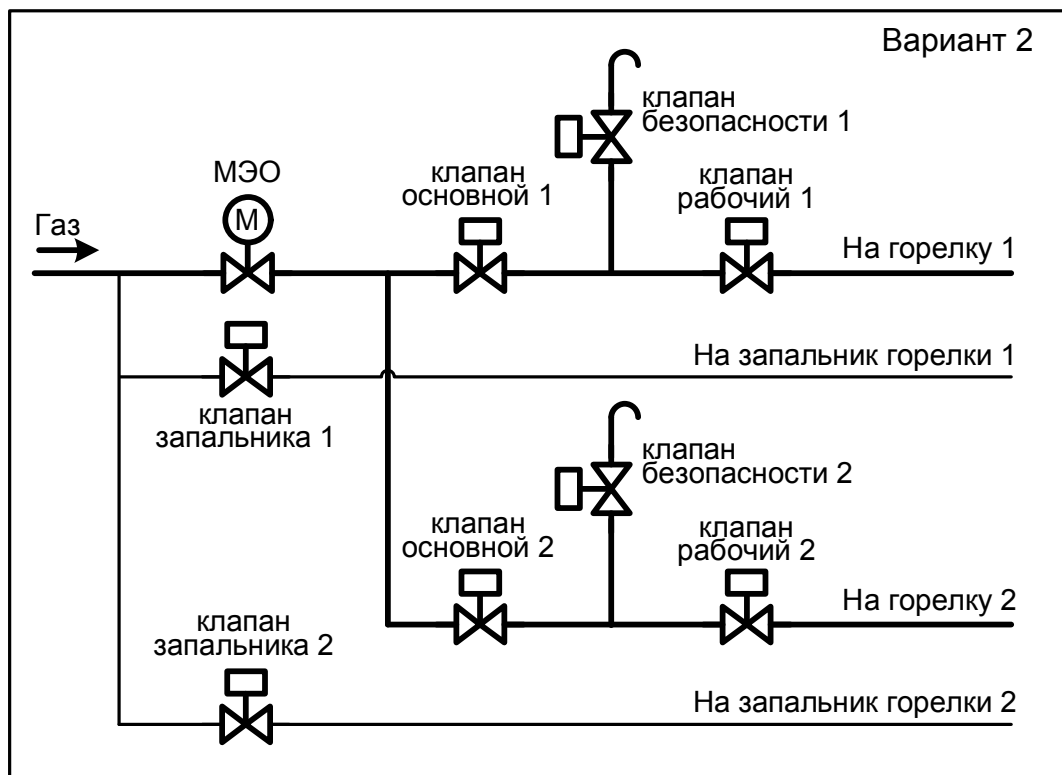 Вариант 2
клапан
безопасности 1
МЭО
клапан
основной 1
клапан
рабочий 1
Газ
М
На горелку 1
На запальник горелки 1
клапан
запальника 1
клапан
безопасности 2
клапан
основной 2
клапан
рабочий 2
На горелку 2
клапан
запальника 2
На запальник горелки 2